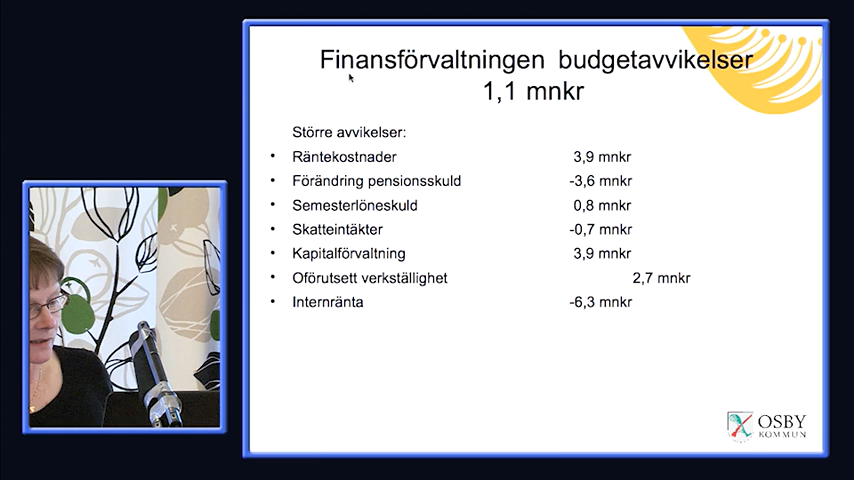 Finansförvaltningen budgetavvikelser
1,1 mnkr
Större avvikelser:
• Räntekostnader 3,9 mnkr
• Förändring pensionsskuld -3,6 mnkr
• Semesterlöneskuld 0,8 mnkr
• Skatteintäkter -0,7 mnkr
• Kapitalförvaltning 3,9 mnkr
• Oförutsett verkställighet 2,7 mnkr
• Internränta -6,3 mnkr
OSBY
KOMMUN